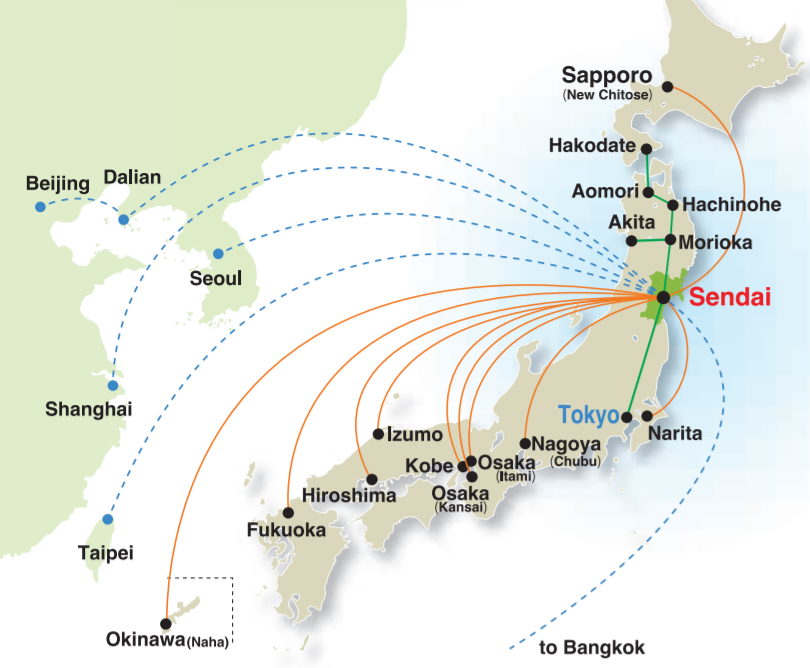 Sapporo
(New Chitose)
Hakodate
Aomori
Hachinohe
Akita
Morioka
Beijing
Dalian
Seoul
Sendai
Shanghai
Tokyo
Narita
Izumo
Nagoya
(Chubu)
Kobe
Osaka
(Itami)
Hiroshima
Osaka
(Kansai)
Fukuoka
Taipei
Okinawa(Naha)
to Bangkok